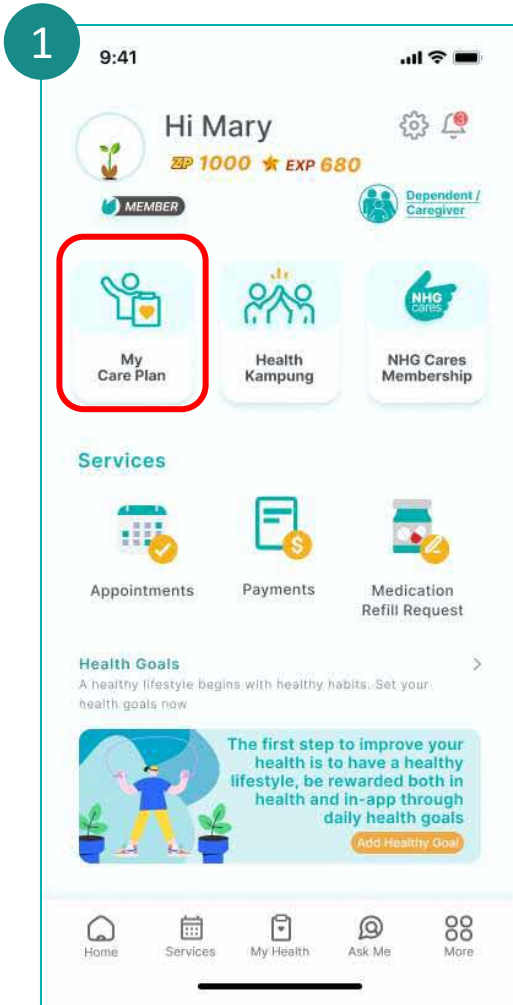 1
9:41
Hi Mary
3
ZP 1000 EXP 680
MEMBER
Dependent /
Caregiver
NHG
cares
My
Care Plan
Health
Kampung
NHG Cares
Membership
Services
Appointments
Payments
Medication
Refill Request
Health Goals
A healthy lifestyle begins with healthy habits. Set your
health goals now
The first step to improve your
health is to have a healthy
lifestyle, be rewarded both in
health and in-app through
daily health goals
Add Healthy Goal
Home
Services
My Health
Ask Me
More